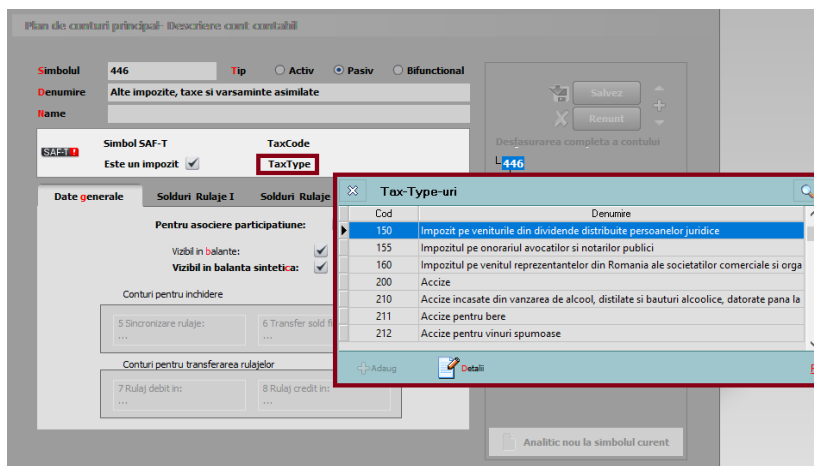 Plan de conturi principal- Descriere cont contabil
Simbolul 446 Tip Activ Pasiv Bifunctional
Denumire Alte impozite, taxe si varsaminte asimilate
Name
Salvez
Renunt
Desfasurarea completa a contului
446
SAF-T !
Simbol SAF-T TaxCode
Este un impozit TaxType
Date generale Solduri Rulaje I Solduri Rulaje
Pentru asociere participatiune:
Vizibil in balante:
Vizibil in balanta sintetica:
Conturi pentru inchidere
5 Sincronizare rulaje: 6 Transfer sold
... ...
Conturi pentru transferarea rulajelor
7 Rulaj debit in: 8 Rulaj credit in:
... ...
Tax-Type-uri
Cod Denumire
150 Impozit pe veniturile din dividende distribuite persoanelor juridice
155 Impozitul pe onorariul avocatilor si notarilor publici
160 Impozitul pe venitul reprezentantelor din Romania ale societatilor comerciale si orga
200 Accize
210 Accize incasate din vanzarea de alcool, distilate si bauturi alcoolice, datorate pana la
211 Accize pentru bere
212 Accize pentru vinuri spumoase
Adaug Detalii
Analitic nou la simbolul curent